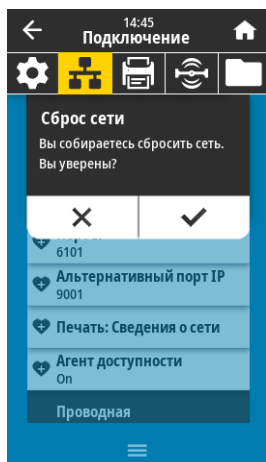 14:45
Подключение
Сброс сети
Вы собираетесь сбросить сеть.
Вы уверены?
6101
Альтернативный порт IP
9001
Печать: Сведения о сети
Агент доступности
On
Проводная